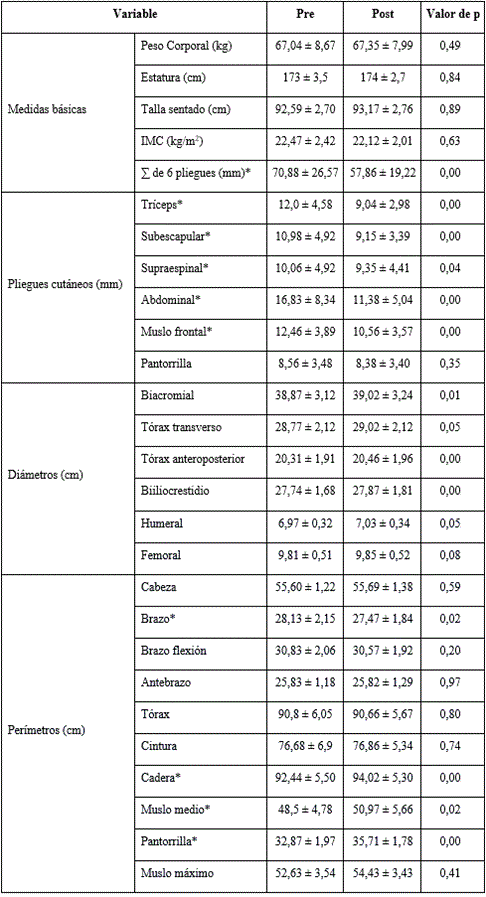 Variable Pre Post Valor de p
Medidas básicas
Peso Corporal (kg) 67,04 ± 8,67 67,35 ± 7,99 0,49
Estatura (cm) 173 ± 3,5 174 ± 2,7 0,84
Talla sentado (cm) 92,59 ± 2,70 93,17 ± 2,76 0,89
IMC (kg/m²) 22,47 ± 2,42 22,12 ± 2,01 0,63
∑ de 6 pliegues (mm)* 70,88 ± 26,57 57,86 ± 19,22 0,00
Pliegues cutáneos (mm)
Tríceps* 12,0 ± 4,58 9,04 ± 2,98 0,00
Subescapular* 10,98 ± 4,92 9,15 ± 3,39 0,00
Supraespinal* 10,06 ± 4,92 9,35 ± 4,41 0,04
Abdominal* 16,83 ± 8,34 11,38 ± 5,04 0,00
Muslo frontal* 12,46 ± 3,89 10,56 ± 3,57 0,00
Pantorrilla 8,56 ± 3,48 8,38 ± 3,40 0,35
Diámetros (cm)
Biacromial 38,87 ± 3,12 39,02 ± 3,24 0,01
Tórax transverso 28,77 ± 2,12 29,02 ± 2,12 0,05
Tórax anteroposterior 20,31 ± 1,91 20,46 ± 1,96 0,00
Biiliocrestidio 27,74 ± 1,68 27,87 ± 1,81 0,00
Humeral 6,97 ± 0,32 7,03 ± 0,34 0,05
Femoral 9,81 ± 0,51 9,85 ± 0,52 0,08
Perímetros (cm)
Cabeza 55,60 ± 1,22 55,69 ± 1,38 0,59
Brazo* 28,13 ± 2,15 27,47 ± 1,84 0,02
Brazo flexión 30,83 ± 2,06 30,57 ± 1,92 0,20
Antebrazo 25,83 ± 1,18 25,82 ± 1,29 0,97
Tórax 90,8 ± 6,05 90,66 ± 5,67 0,80
Cintura 76,68 ± 6,9 76,86 ± 5,34 0,74
Cadera* 92,44 ± 5,50 94,02 ± 5,30 0,00
Muslo medio* 48,5 ± 4,78 50,97 ± 5,66 0,02
Pantorrilla* 32,87 ± 1,97 35,71 ± 1,78 0,00
Muslo máximo 52,63 ± 3,54 54,43 ± 3,43 0,41